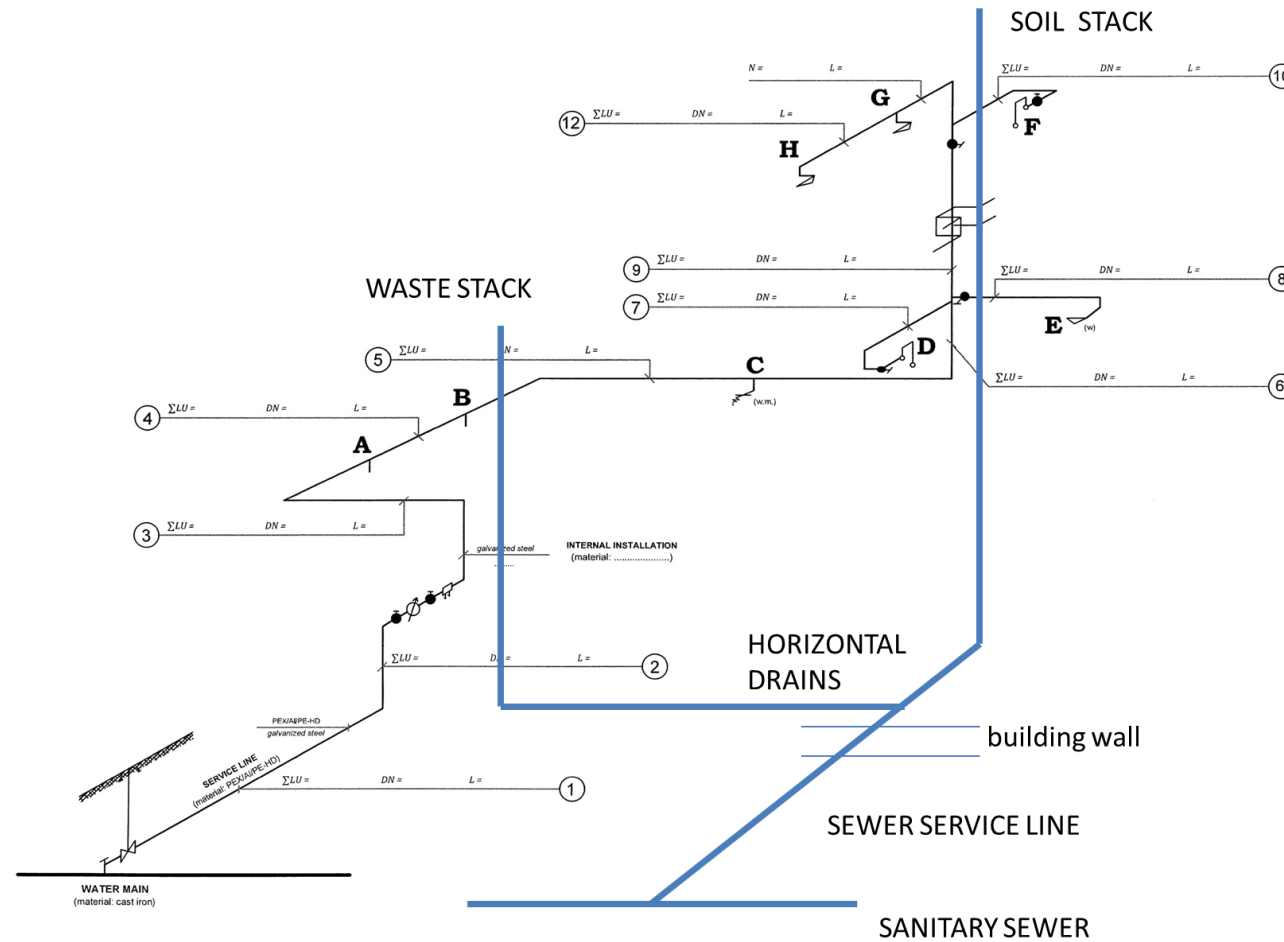 SOIL STACK
N = L =
ΣLU = DN = L = 10
G
12 ΣLU = DN = L =
F
H
9 ΣLU = DN = L =
ΣLU = DN = L = 8
WASTE STACK
7 ΣLU = DN = L =
E
(w)
D
5 ΣLU = N = L =
C
ΣLU = DN = L = 6
B
(w.m.)
4 ΣLU = DN = L =
A
3 ΣLU = DN = L =
galvanized steel
INTERNAL INSTALLATION
(material: ......................)
.........
HORIZONTAL
DRAINS
ΣLU = D L = 2
PEX/Al/PE-HD
galvanized steel
building wall
SERVICE LINE
(material: PEX/Al/PE-HD)
ΣLU = DN = L = 1
SEWER SERVICE LINE
WATER MAIN
(material: cast iron)
SANITARY SEWER